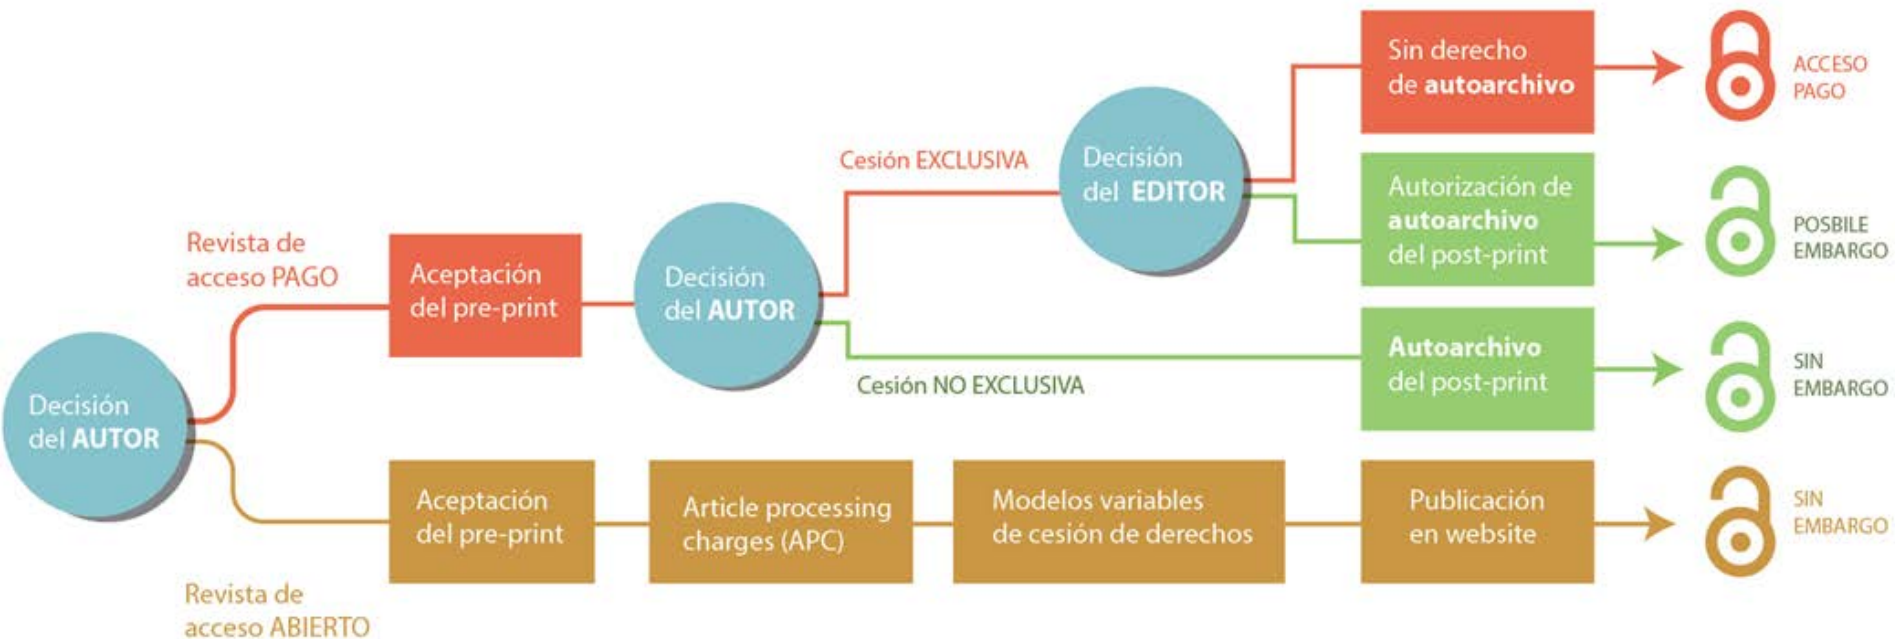 Decisión
del AUTOR
Revista de
acceso PAGO
Aceptación
del pre-print
Decisión
del AUTOR
Cesión EXCLUSIVA
Decisión
del EDITOR
Sin derecho
de autoarchivo
ACCESO
PAGO
Autorización de
autoarchivo
del post-print
POSBILE
EMBARGO
Cesión NO EXCLUSIVA
Autoarchivo
del post-print
SIN
EMBARGO
Revista de
acceso ABIERTO
Aceptación
del pre-print
Article processing
charges (APC)
Modelos variables
de cesión de derechos
Publicación
en website
SIN
EMBARGO